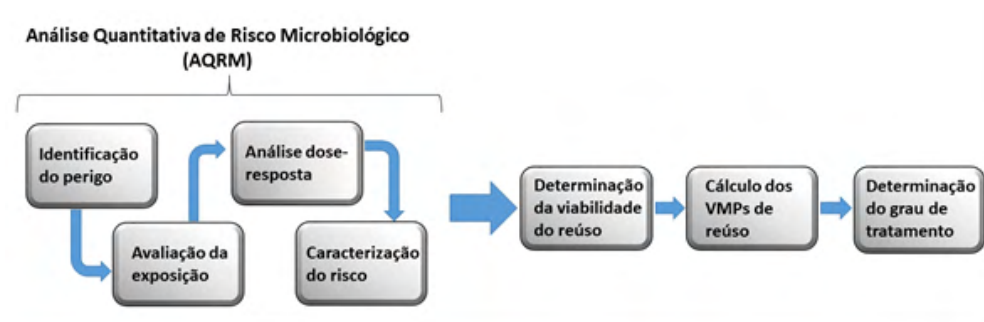 Análise Quantitativa de Risco Microbiológico
(AQRM)
Identificação
do perigo
Avaliação da
exposição
Análise dose-
resposta
Caracterização
do risco
Determinação
da viabilidade
do reúso
Cálculo dos
VMPs de
reúso
Determinação
do grau de
tratamento